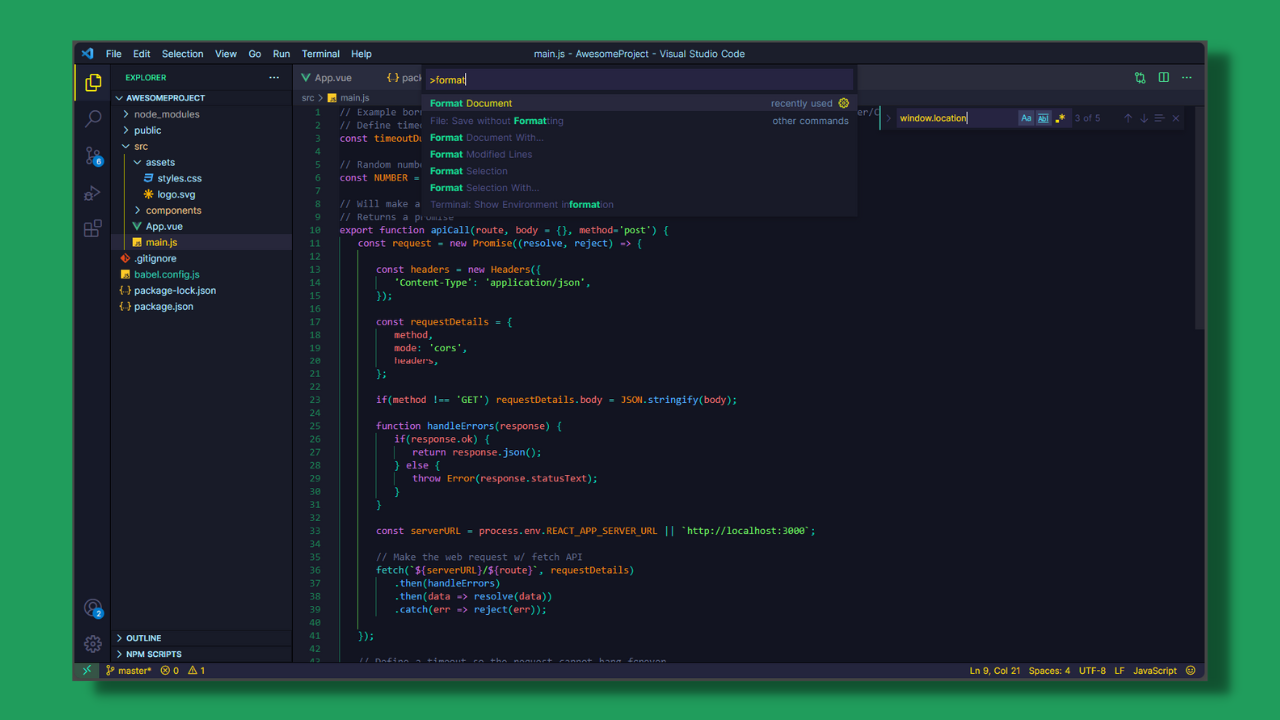 File Edit Selection View Go Run Terminal Help
main.js - AwesomeProject - Visual Studio Code
EXPLORER
AWESOMEPROJECT
node_modules
public
src
assets
styles.css
logo.svg
components
App.vue
main.js
.gitignore
babel.config.js
package-lock.json
package.json
6
2
OUTLINE
NPM SCRIPTS
App.vue
{.} pack
>format
Format Document recently used
File: Save without Formatting other commands
Format Document With...
Format Modified Lines
Format Selection
Format Selection With...
Terminal: Show Environment information
window.location Aa Ab .* 3 of 5
src > main.js
1 // Example bor
2 // Define timeo
3 const timeoutDu
4
5 // Random numbe
6 const NUMBER =
7
8 // Will make a
9 // Returns a promise
10 export function apiCall(route, body = {}, method='post') {
11 const request = new Promise((resolve, reject) => {
12
13 const headers = new Headers({
14 'Content-Type': 'application/json',
15 });
16
17 const requestDetails = {
18 method,
19 mode: 'cors',
20 headers,
21 };
22
23 if(method !== 'GET') requestDetails.body = JSON.stringify(body);
24
25 function handleErrors(response) {
26 if(response.ok) {
27 return response.json();
28 } else {
29 throw Error(response.statusText);
30 }
31 }
32
33 const serverURL = process.env.REACT_APP_SERVER_URL || `http://localhost:3000`;
34
35 // Make the web request w/ fetch API
36 fetch(`${serverURL}/${route}`, requestDetails)
37 .then(handleErrors)
38 .then(data => resolve(data))
39 .catch(err => reject(err));
40
41 });
42
43 // Define a timeout so the request cannot hang forever
master* 0 1
Ln 9, Col 21 Spaces: 4 UTF-8 LF JavaScript